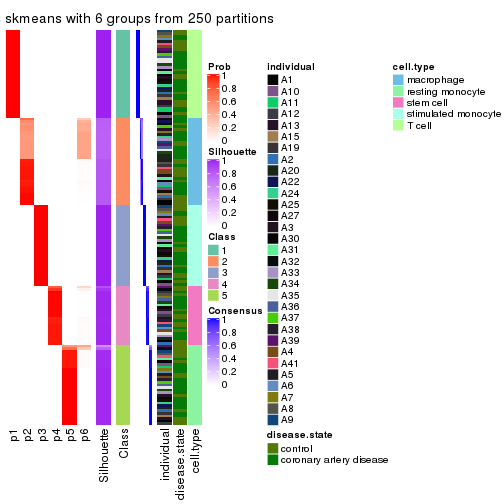 skmeans with 6 groups from 250 partitions
Prob
1
0.8
0.6
0.4
0.2
0
Silhouette
1
0.8
0.6
0.4
0.2
0
Class
1
2
3
4
5
Consensus
1
0.8
0.6
0.4
0.2
0
individual
A1
A10
A11
A12
A13
A15
A19
A2
A20
A22
A24
A25
A27
A3
A30
A31
A32
A33
A34
A35
A36
A37
A38
A39
A4
A41
A5
A6
A7
A8
A9
disease.state
control
coronary artery disease
cell.type
macrophage
resting monocyte
stem cell
stimulated monocyte
T cell
p1
p2
p3
p4
p5
p6
Silhouette
Class
individual
disease.state
cell.type